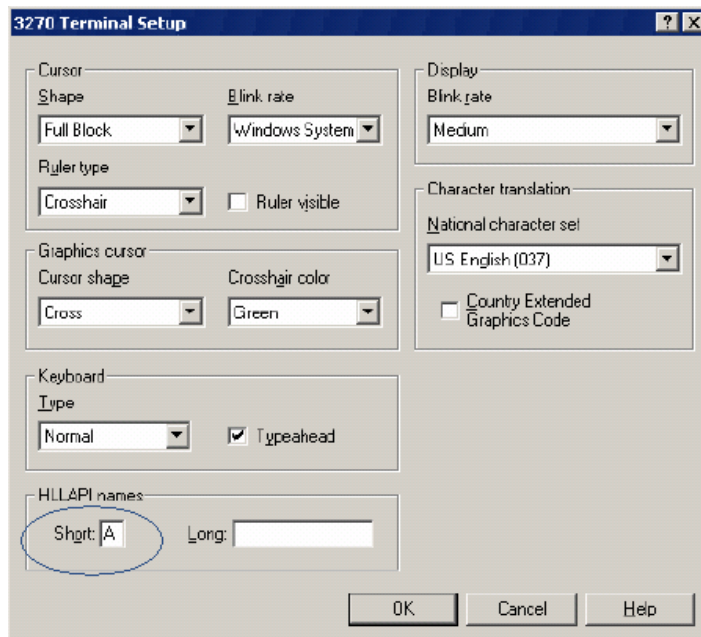 3270 Terminal Setup
Cursor
Shape
Blink rate
Full Block
Windows System
Ruler type
Crosshair
Ruler visible
Graphics cursor
Cursor shape
Crosshair color
Cross
Green
Keyboard
Type
Normal
Typeahead
HLLAPI names
Short: A
Long:
Display
Blink rate
Medium
Character translation
National character set
US English (037)
County Extended
Graphics Code
OK
Cancel
Help